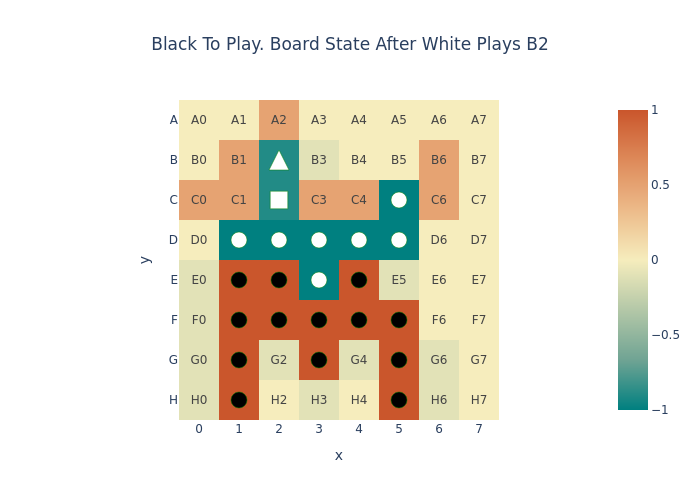 Black To Play. Board State After White Plays B2
A A0 A1 A2 A3 A4 A5 A6 A7
B B0 B1 B3 B4 B5 B6 B7
C C0 C1 C3 C4 C6 C7
D D0 D6 D7
E E0 E5 E6 E7
F F0 F6 F7
G G0 G2 G4 G6 G7
H H0 H2 H3 H4 H6 H7
0 1 2 3 4 5 6 7
x
y
1
0.5
0
−0.5
−1